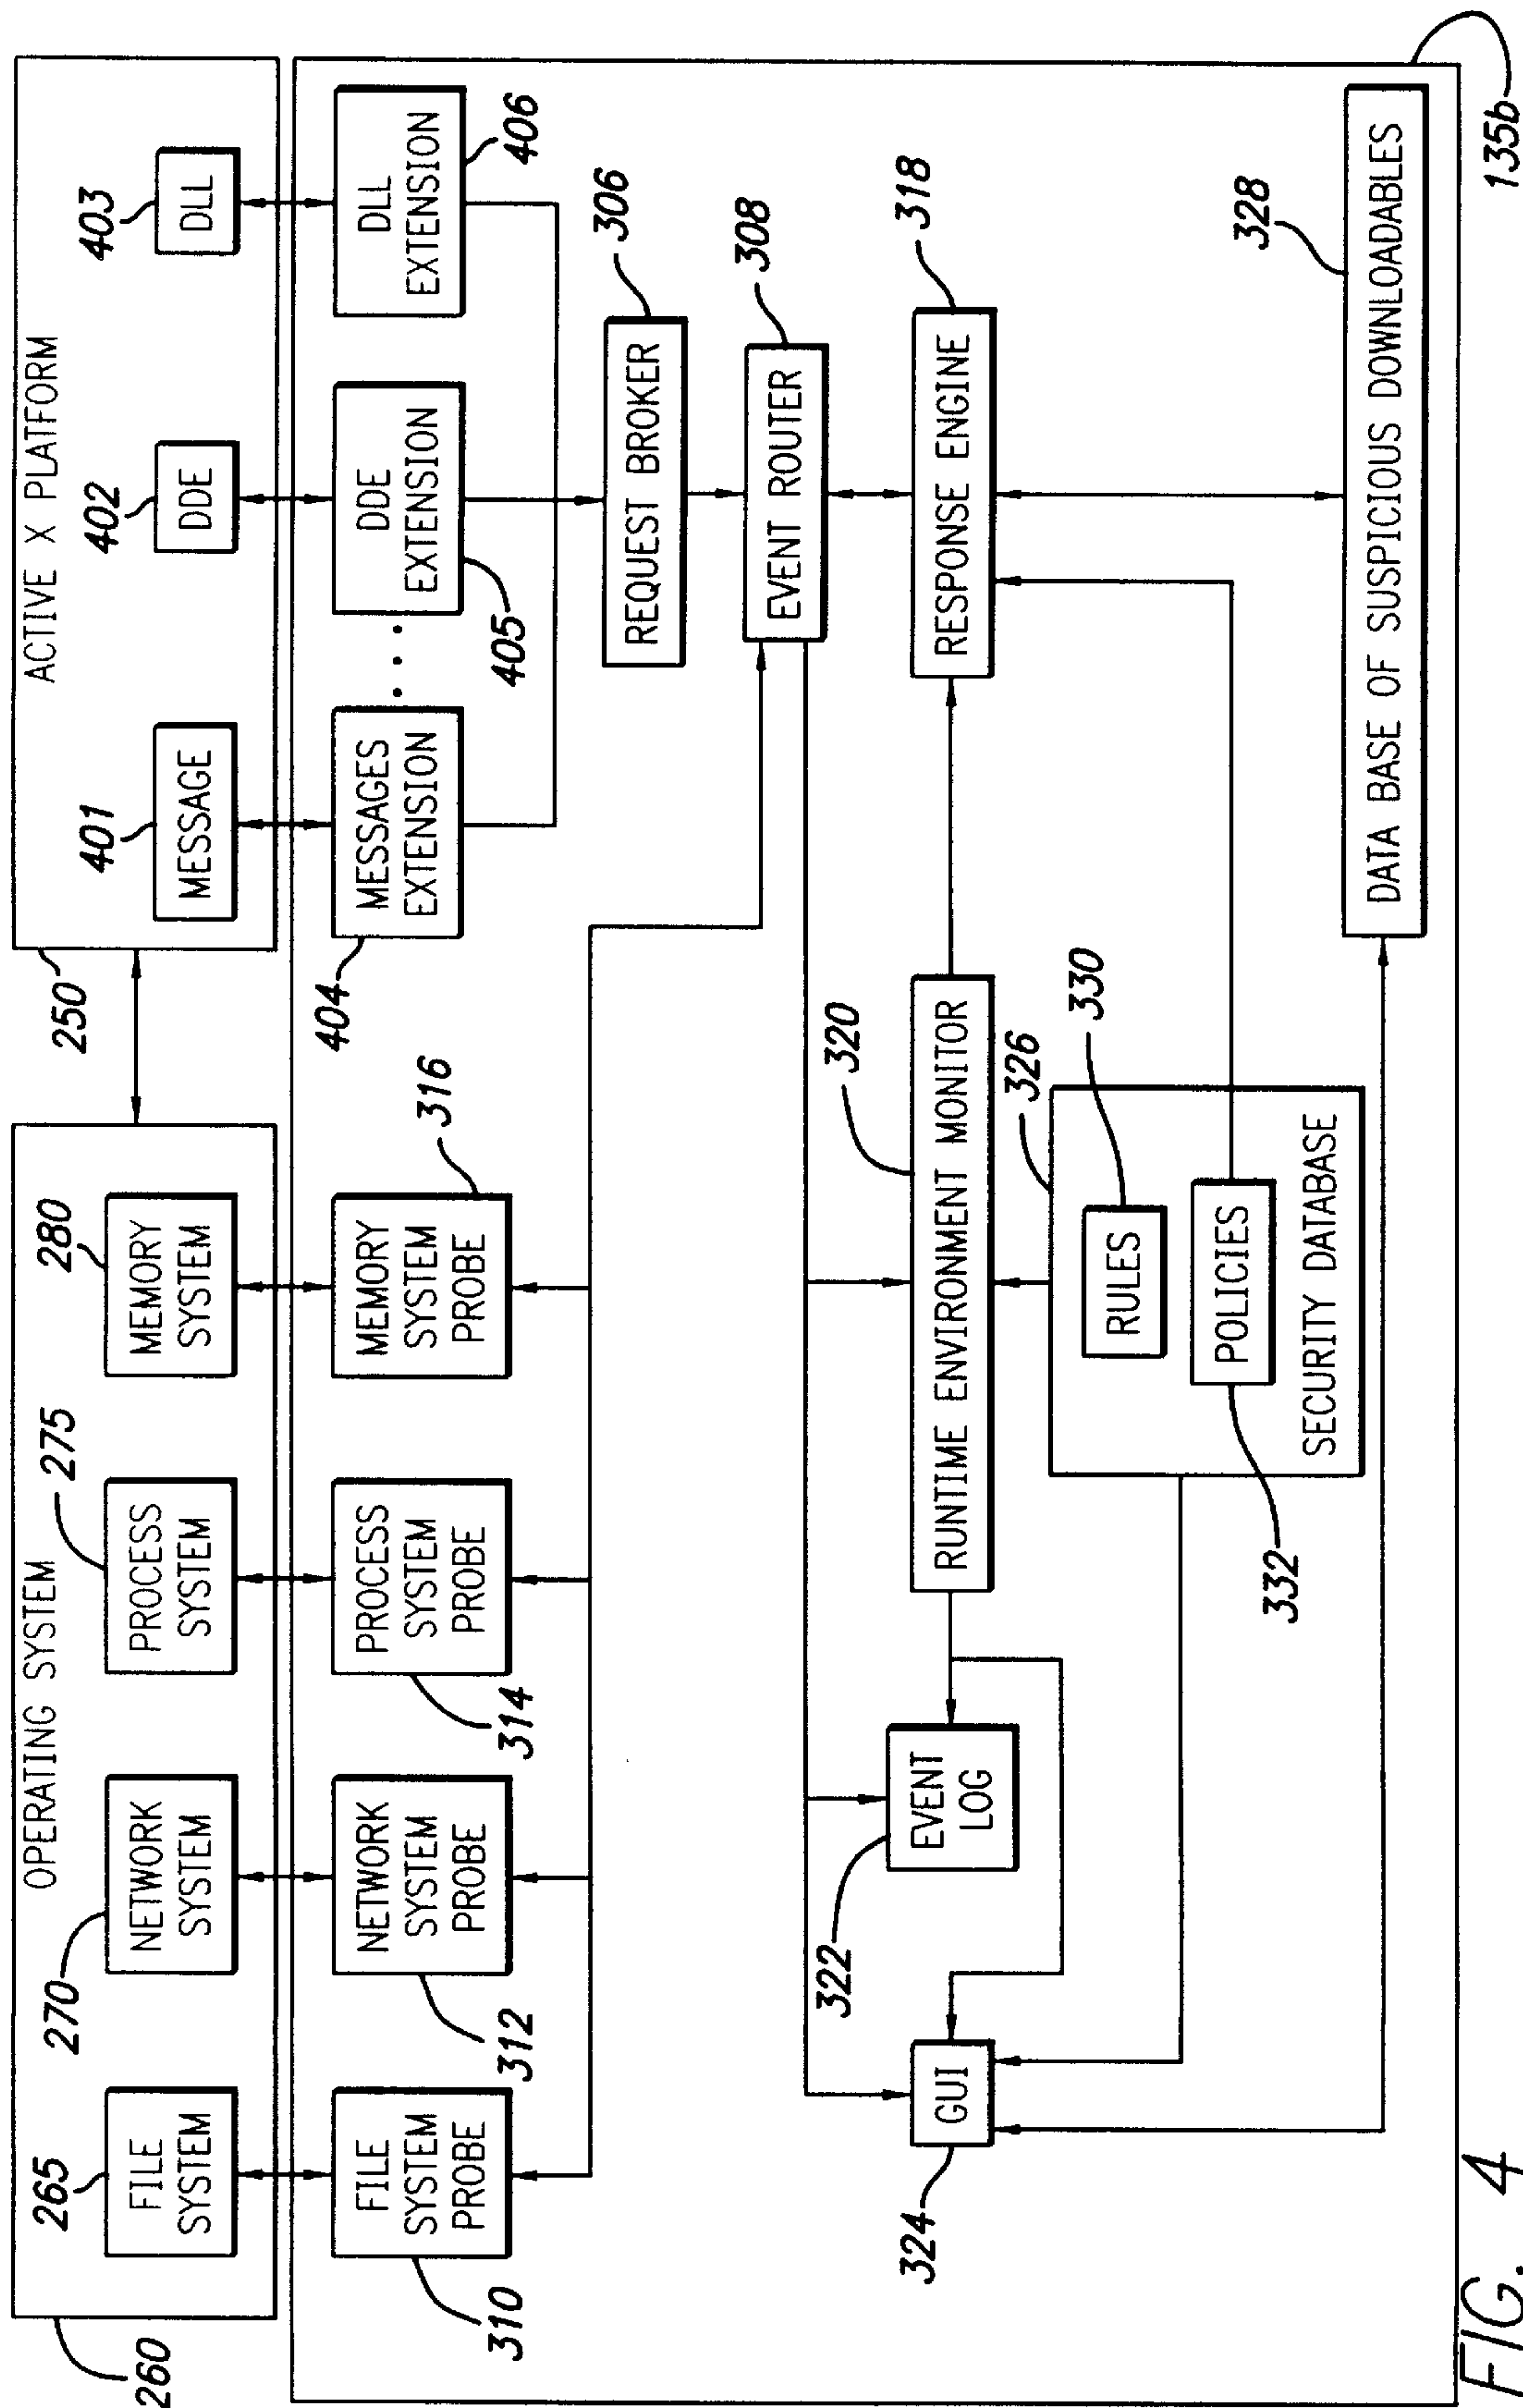 OPERATING SYSTEM
ACTIVE X PLATFORM
260
265
270
275
280
250
401
402
403
FILE
SYSTEM
NETWORK
SYSTEM
PROCESS
SYSTEM
MEMORY
SYSTEM
MESSAGE
DDE
DLL
FILE
SYSTEM
PROBE
NETWORK
SYSTEM
PROBE
PROCESS
SYSTEM
PROBE
MEMORY
SYSTEM
PROBE
MESSAGES
EXTENSION
. . .
DDE
EXTENSION
DLL
EXTENSION
310
312
314
316
404
405
406
REQUEST BROKER
306
EVENT ROUTER
308
GUI
324
EVENT
LOG
322
RUNTIME ENVIRONMENT MONITOR
320
RESPONSE ENGINE
318
RULES
330
326
POLICIES
332
SECURITY DATABASE
DATA BASE OF SUSPICIOUS DOWNLOADABLES
328
135b
FIG. 4